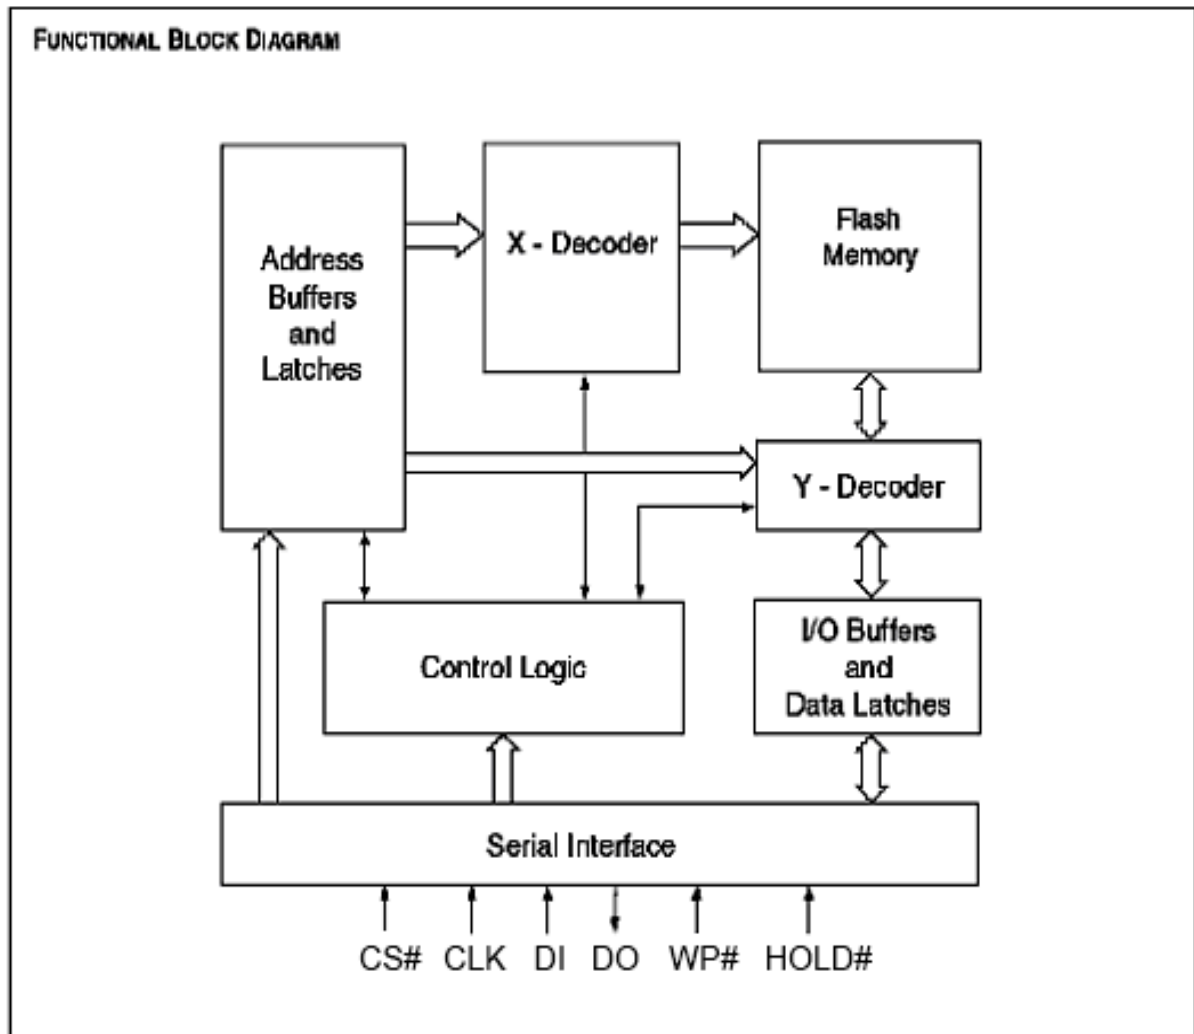 FUNCTIONAL BLOCK DIAGRAM
Address
Buffers
and
Latches
X - Decoder
Flash
Memory
Y - Decoder
Control Logic
I/O Buffers
and
Data Latches
Serial Interface
CS# CLK DI DO WP# HOLD#